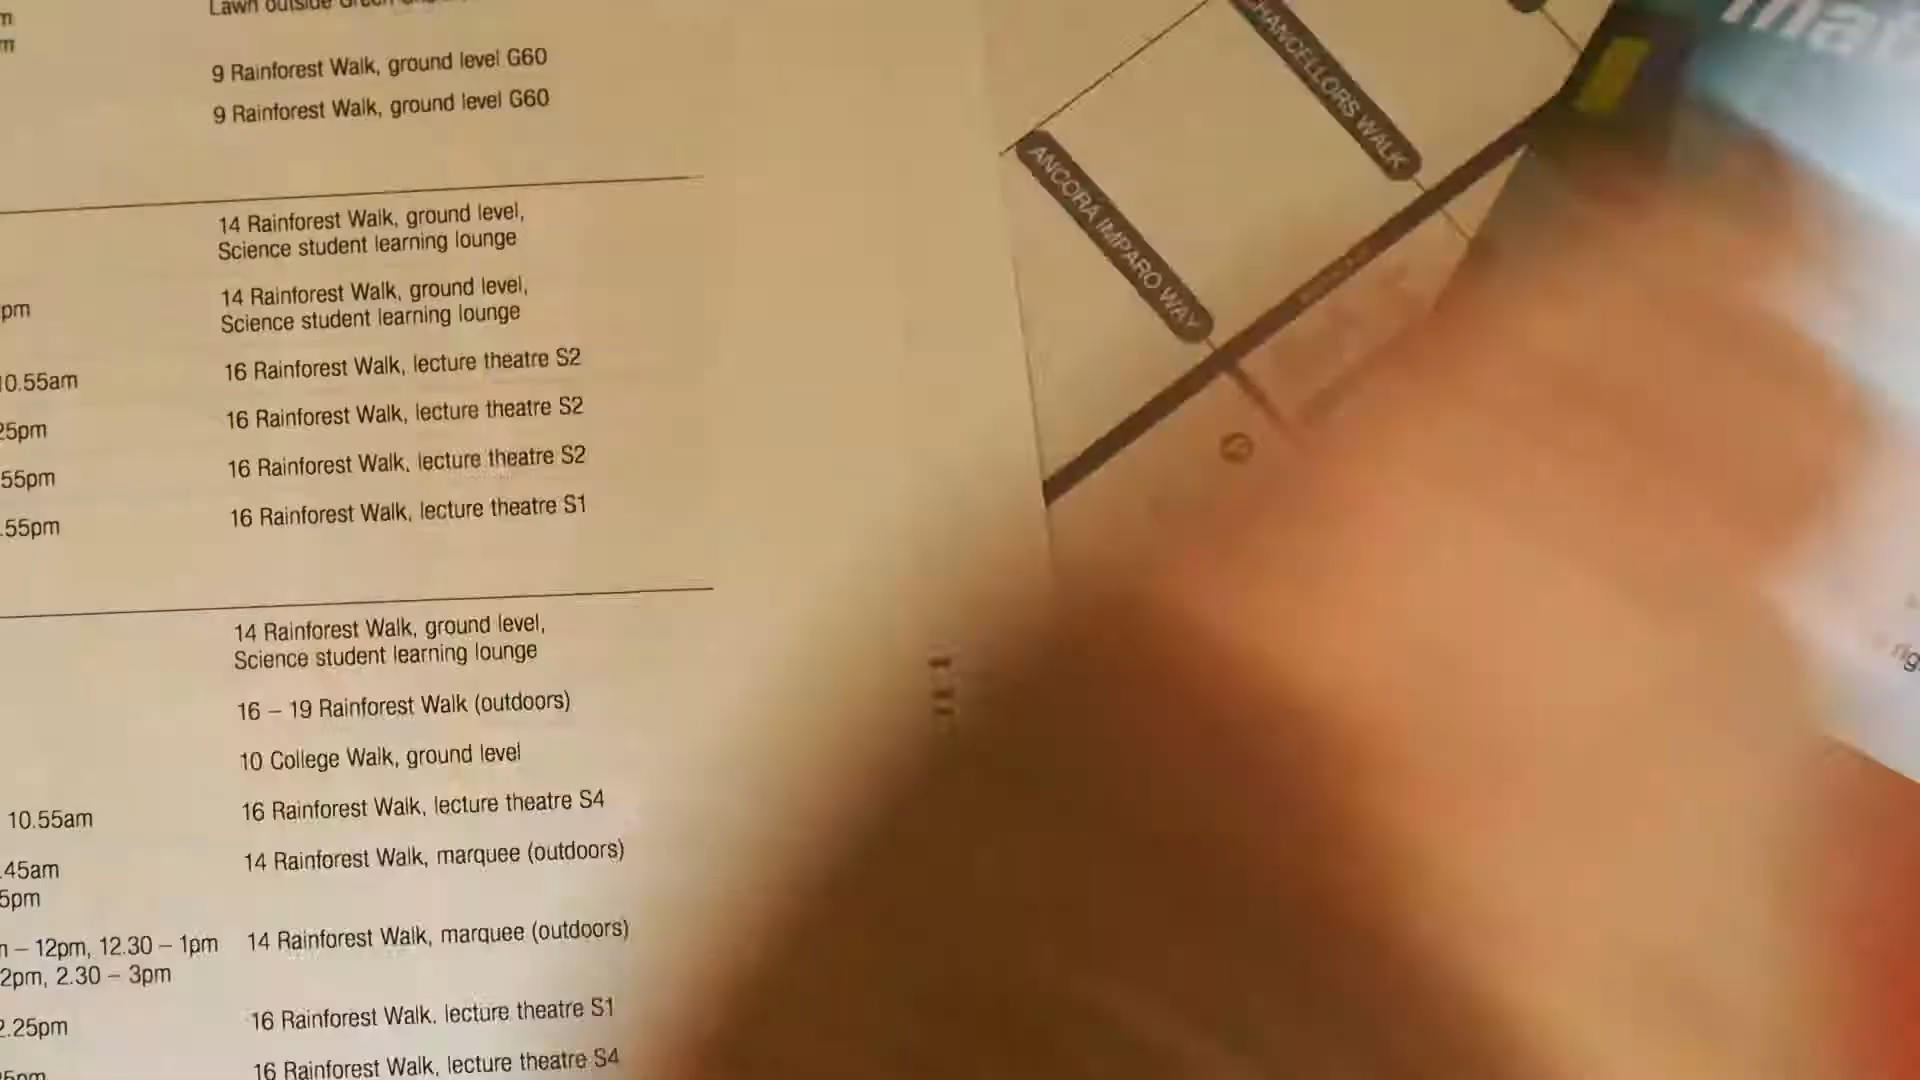 Lawn outside Green
9 Rainforest Walk, ground level G60
9 Rainforest Walk, ground level G60
14 Rainforest Walk, ground level,
Science student learning lounge
pm 14 Rainforest Walk, ground level,
Science student learning lounge
10.55am 16 Rainforest Walk, lecture theatre S2
25pm 16 Rainforest Walk, lecture theatre S2
55pm 16 Rainforest Walk, lecture theatre S2
.55pm 16 Rainforest Walk, lecture theatre S1
14 Rainforest Walk, ground level,
Science student learning lounge
16 – 19 Rainforest Walk (outdoors)
10 College Walk, ground level
10.55am 16 Rainforest Walk, lecture theatre S4
.45am 14 Rainforest Walk, marquee (outdoors)
5pm
– 12pm, 12.30 – 1pm 14 Rainforest Walk, marquee (outdoors)
2pm, 2.30 – 3pm
2.25pm 16 Rainforest Walk, lecture theatre S1
16 Rainforest Walk, lecture theatre S4
CHANCELLORS WALK
ANCORA IMPARO WAY